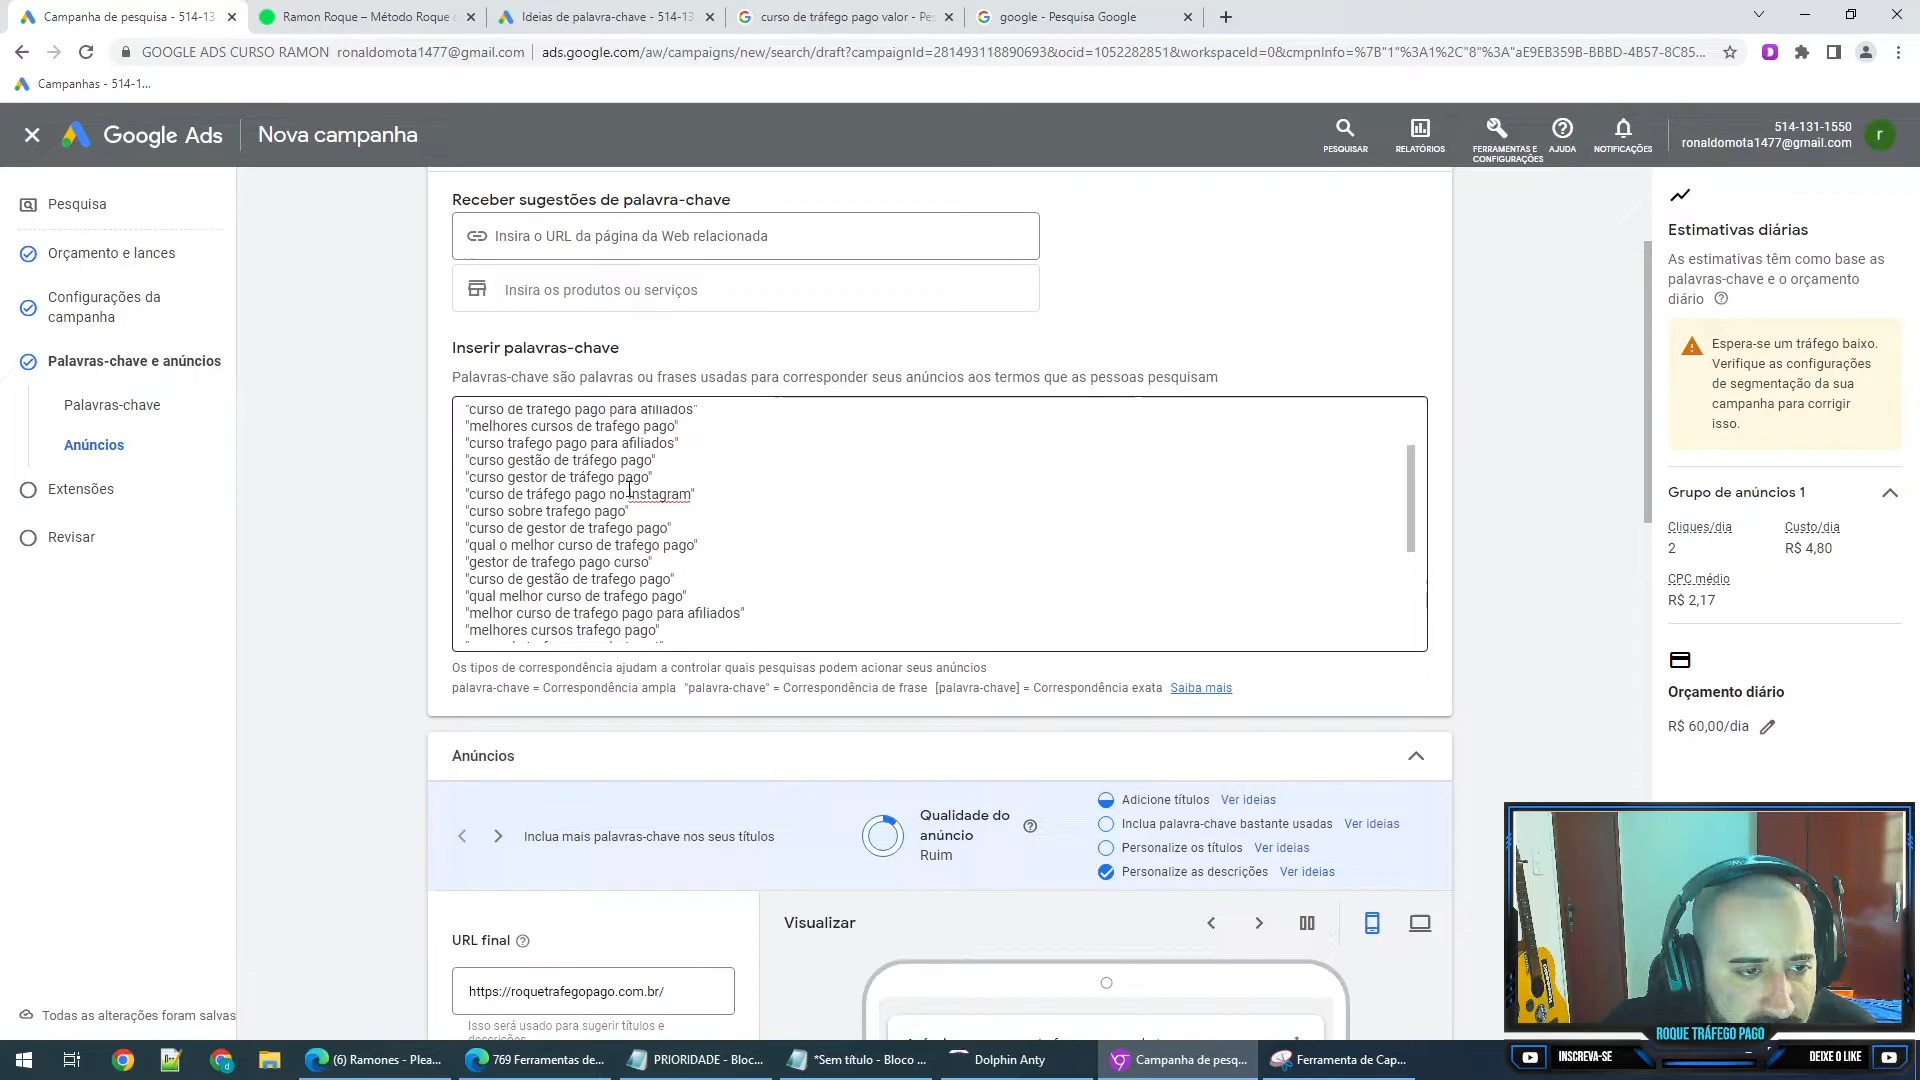 Campanha de pesquisa - 514-13
Ramon Roque – Método Roque d
Ideias de palavra-chave - 514-13
curso de tráfego pago valor - Pes
google - Pesquisa Google
GOOGLE ADS CURSO RAMON ronaldomota1477@gmail.com
ads.google.com/aw/campaigns/new/search/draft?campaignId=281493118890693&ocid=1052282851&workspaceId=0&cmpnInfo=%7B"1"%3A1%2C"8"%3A"aE9EB359B-BBBD-4B57-8C85...
Campanhas - 514-1...
Google Ads
Nova campanha
PESQUISAR
RELATÓRIOS
FERRAMENTAS E CONFIGURAÇÕES
AJUDA
NOTIFICAÇÕES
514-131-1550
ronaldomota1477@gmail.com
r
Pesquisa
Orçamento e lances
Configurações da
campanha
Palavras-chave e anúncios
Palavras-chave
Anúncios
Extensões
Revisar
Todas as alterações foram salvas
Receber sugestões de palavra-chave
Insira o URL da página da Web relacionada
Insira os produtos ou serviços
Inserir palavras-chave
Palavras-chave são palavras ou frases usadas para corresponder seus anúncios aos termos que as pessoas pesquisam
"curso de trafego pago para afiliados"
"melhores cursos de trafego pago"
"curso trafego pago para afiliados"
"curso gestão de tráfego pago"
"curso gestor de tráfego pago"
"curso de tráfego pago no instagram"
"curso sobre trafego pago"
"curso de gestor de trafego pago"
"qual o melhor curso de trafego pago"
"gestor de trafego pago curso"
"curso de gestão de trafego pago"
"qual melhor curso de trafego pago"
"melhor curso de trafego pago para afiliados"
"melhores cursos trafego pago"
Os tipos de correspondência ajudam a controlar quais pesquisas podem acionar seus anúncios
palavra-chave = Correspondência ampla "palavra-chave" = Correspondência de frase [palavra-chave] = Correspondência exata Saiba mais
Anúncios
Inclua mais palavras-chave nos seus títulos
Qualidade do
anúncio
Ruim
Adicione títulos Ver ideias
Inclua palavra-chave bastante usadas Ver ideias
Personalize os títulos Ver ideias
Personalize as descrições Ver ideias
URL final
https://roquetrafegopago.com.br/
Isso será usado para sugerir títulos e
descrições
Visualizar
Estimativas diárias
As estimativas têm como base as
palavras-chave e o orçamento
diário
Espera-se um tráfego baixo.
Verifique as configurações
de segmentação da sua
campanha para corrigir
isso.
Grupo de anúncios 1
Cliques/dia
2
Custo/dia
R$ 4,80
CPC médio
R$ 2,17
Orçamento diário
R$ 60,00/dia
ROQUE TRÁFEGO PAGO
INSCREVA-SE
DEIXE O LIKE
(6) Ramones - Plea...
769 Ferramentas de...
PRIORIDADE - Bloc...
*Sem título - Bloco ...
Dolphin Anty
Campanha de pesq...
Ferramenta de Cap...